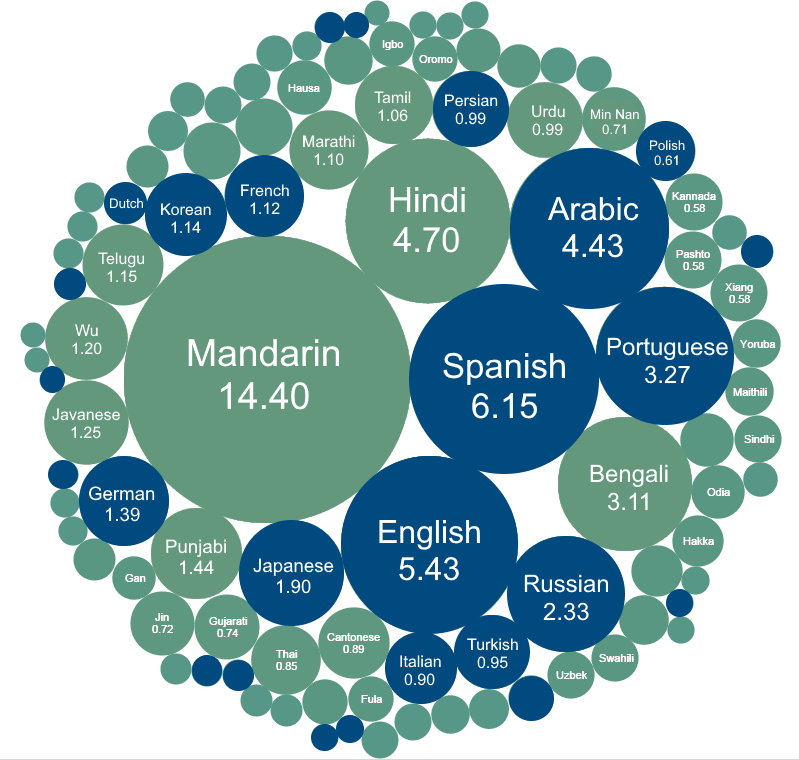 Igbo
Oromo
Hausa
Tamil
1.06
Persian
0.99
Urdu
0.99
Min Nan
0.71
Marathi
1.10
Polish
0.61
French
1.12
Dutch
Korean
1.14
Hindi
4.70
Arabic
4.43
Kannada
0.58
Telugu
1.15
Pashto
0.58
Xiang
0.58
Wu
1.20
Mandarin
14.40
Spanish
6.15
Portuguese
3.27
Yoruba
Maithili
Javanese
1.25
Sindhi
Bengali
3.11
Odia
German
1.39
English
5.43
Hakka
Punjabi
1.44
Japanese
1.90
Russian
2.33
Gan
Jin
0.72
Gujarati
0.74
Cantonese
0.89
Thai
0.85
Italian
0.90
Turkish
0.95
Swahili
Uzbek
Fula